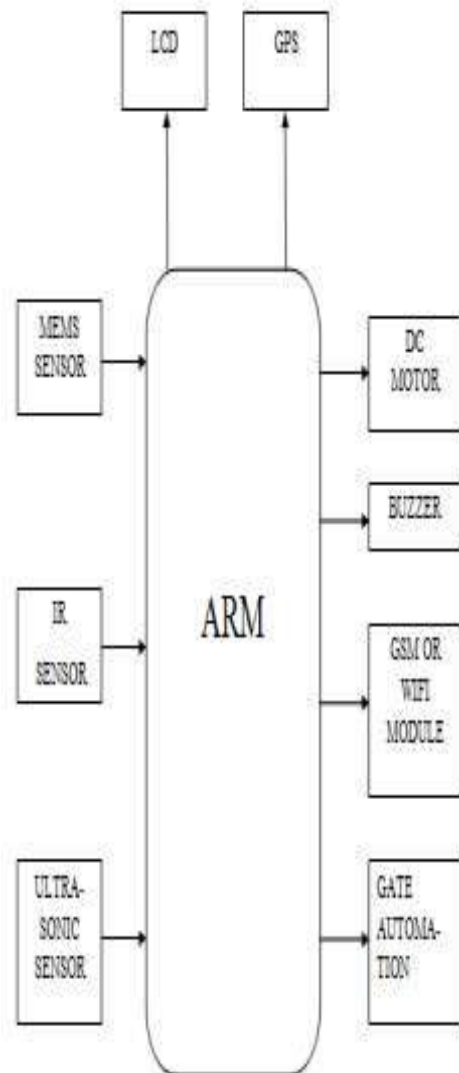 LCD
GPS
MEMS
SENSOR
DC
MOTOR
BUZZER
IR
SENSOR
ARM
GSM OR
WIFI
MODULE
ULTRA-
SONIC
SENSOR
GATE
AUTOMA-
TION